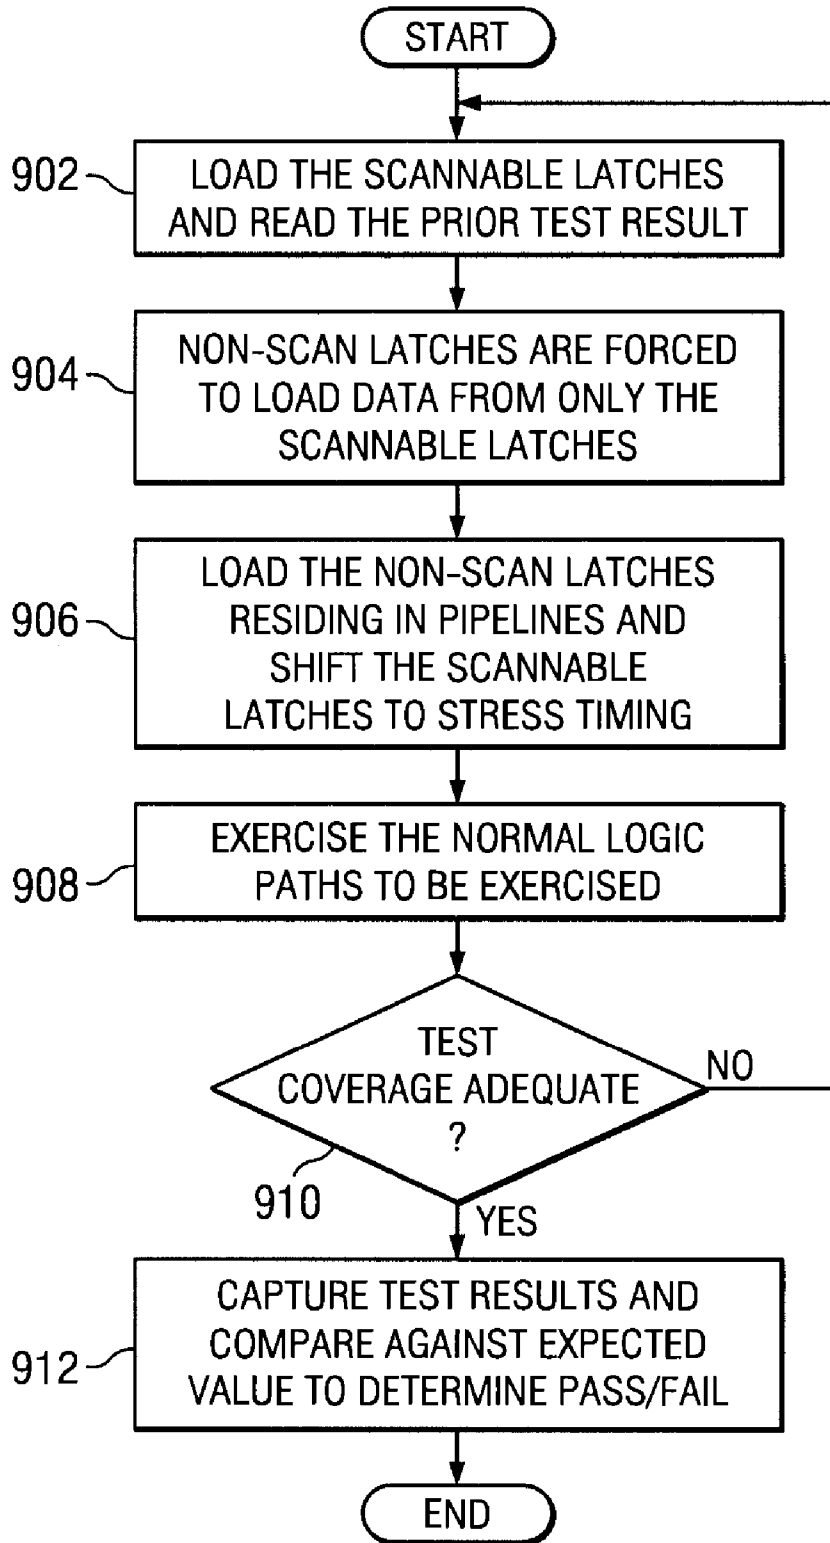 START
902
LOAD THE SCANNABLE LATCHES
AND READ THE PRIOR TEST RESULT
904
NON-SCAN LATCHES ARE FORCED
TO LOAD DATA FROM ONLY THE
SCANNABLE LATCHES
906
LOAD THE NON-SCAN LATCHES
RESIDING IN PIPELINES AND
SHIFT THE SCANNABLE
LATCHES TO STRESS TIMING
908
EXERCISE THE NORMAL LOGIC
PATHS TO BE EXERCISED
TEST
COVERAGE ADEQUATE
?
NO
910
YES
912
CAPTURE TEST RESULTS AND
COMPARE AGAINST EXPECTED
VALUE TO DETERMINE PASS/FAIL
END